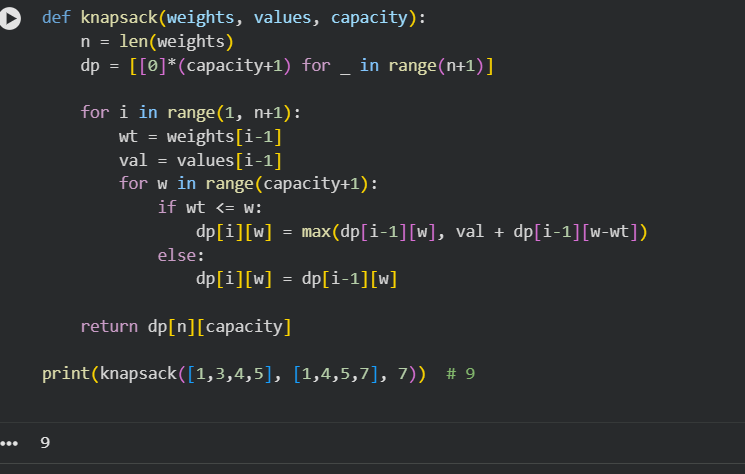 def knapsack(weights, values, capacity):
    n = len(weights)
    dp = [[0]*(capacity+1) for _ in range(n+1)]

    for i in range(1, n+1):
        wt = weights[i-1]
        val = values[i-1]
        for w in range(capacity+1):
            if wt <= w:
                dp[i][w] = max(dp[i-1][w], val + dp[i-1][w-wt])
            else:
                dp[i][w] = dp[i-1][w]

    return dp[n][capacity]

print(knapsack([1,3,4,5], [1,4,5,7], 7))  # 9
9